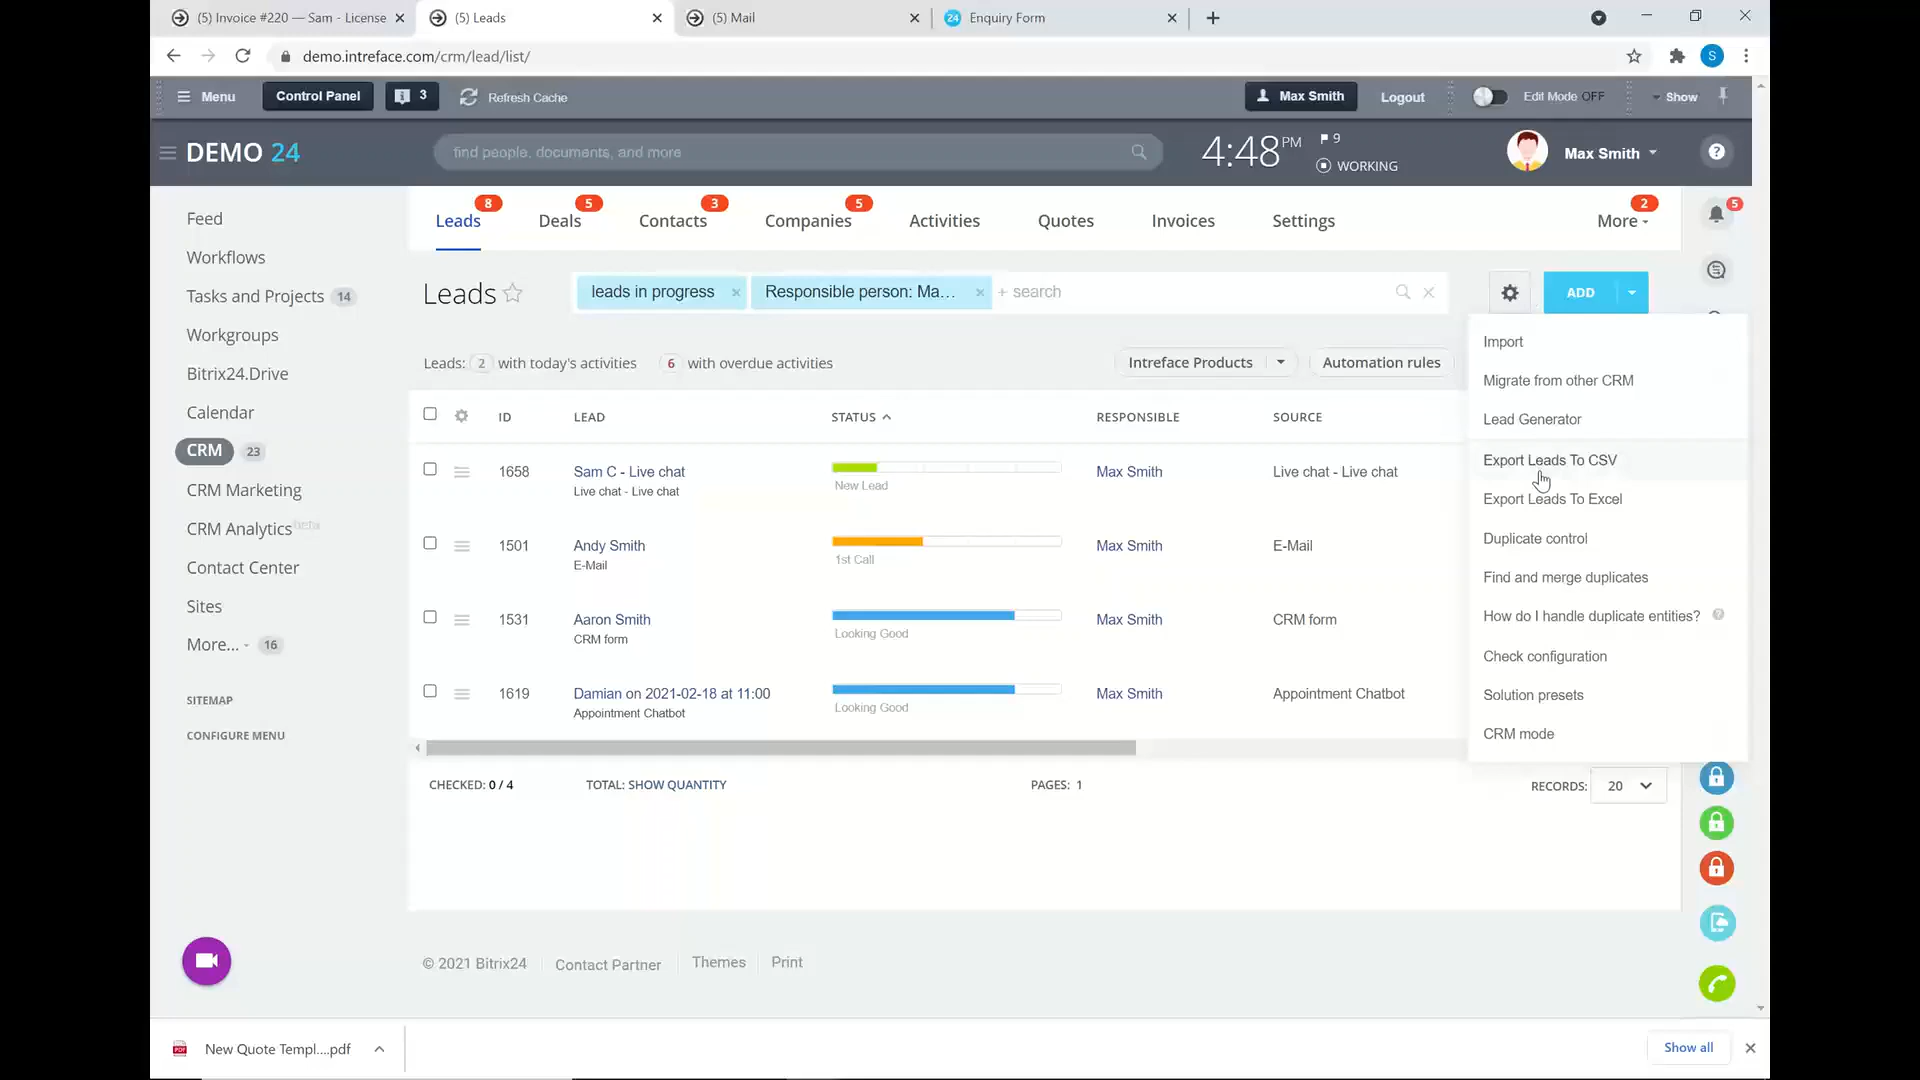 (5) Invoice #220 — Sam - License
(5) Leads
(5) Mail
24 Enquiry Form
demo.intreface.com/crm/lead/list/
S
Menu
Control Panel
3
Refresh Cache
Max Smith
Logout
Edit Mode OFF
Show
DEMO 24
find people, documents, and more
4:48 PM
9
WORKING
Max Smith
?
Feed
Workflows
Tasks and Projects 14
Workgroups
Bitrix24.Drive
Calendar
CRM 23
CRM Marketing
CRM Analytics beta
Contact Center
Sites
More... 16
SITEMAP
CONFIGURE MENU
Leads 8
Deals 5
Contacts 3
Companies 5
Activities
Quotes
Invoices
Settings
More 2
5
Leads
leads in progress ×
Responsible person: Ma... ×
+ search
ADD
Leads: 2 with today's activities 6 with overdue activities
Intreface Products
Automation rules
ID LEAD STATUS RESPONSIBLE SOURCE
1658 Sam C - Live chat Max Smith Live chat - Live chat
Live chat - Live chat New Lead
1501 Andy Smith Max Smith E-Mail
E-Mail 1st Call
1531 Aaron Smith Max Smith CRM form
CRM form Looking Good
1619 Damian on 2021-02-18 at 11:00 Max Smith Appointment Chatbot
Appointment Chatbot Looking Good
CHECKED: 0 / 4 TOTAL: SHOW QUANTITY PAGES: 1 RECORDS: 20
Import
Migrate from other CRM
Lead Generator
Export Leads To CSV
Export Leads To Excel
Duplicate control
Find and merge duplicates
How do I handle duplicate entities? ?
Check configuration
Solution presets
CRM mode
© 2021 Bitrix24 Contact Partner Themes Print
PDF New Quote Templ....pdf
Show all